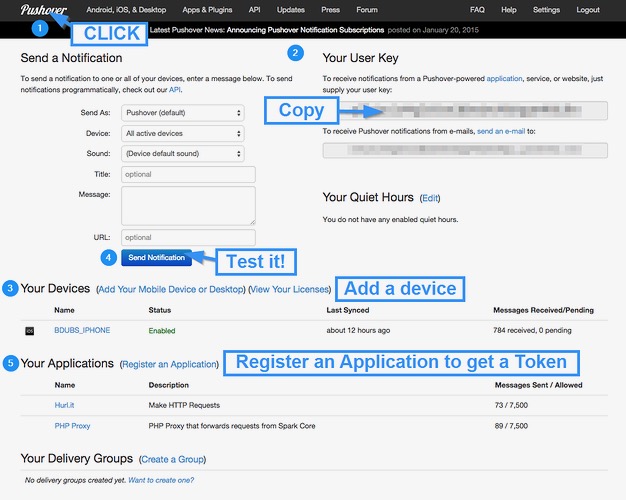 Pushover Android, iOS, & Desktop Apps & Plugins API Updates Press Forum FAQ Help Settings Logout
1 CLICK Latest Pushover News: Announcing Pushover Notification Subscriptions posted on January 20, 2015
2
Send a Notification
To send a notification to one or all of your devices, enter a message below. To send
notifications programmatically, check out our API.
Send As: Pushover (default)
Device: All active devices
Sound: (Device default sound)
Title: optional
Message:
URL: optional
4 Send Notification Test it!
Your User Key
To receive notifications from a Pushover-powered application, service, or website, just
supply your user key:
Copy
To receive Pushover notifications from e-mails, send an e-mail to:
Your Quiet Hours (Edit)
You do not have any enabled quiet hours.
3 Your Devices (Add Your Mobile Device or Desktop) (View Your Licenses) Add a device
Name Status Last Synced Messages Received/Pending
iOS BDUBS_IPHONE Enabled about 12 hours ago 784 received, 0 pending
5 Your Applications (Register an Application) Register an Application to get a Token
Name Description Messages Sent / Allowed
Hurl.it Make HTTP Requests 73 / 7,500
PHP Proxy PHP Proxy that forwards requests from Spark Core 89 / 7,500
Your Delivery Groups (Create a Group)
No delivery groups created yet. Want to create one?